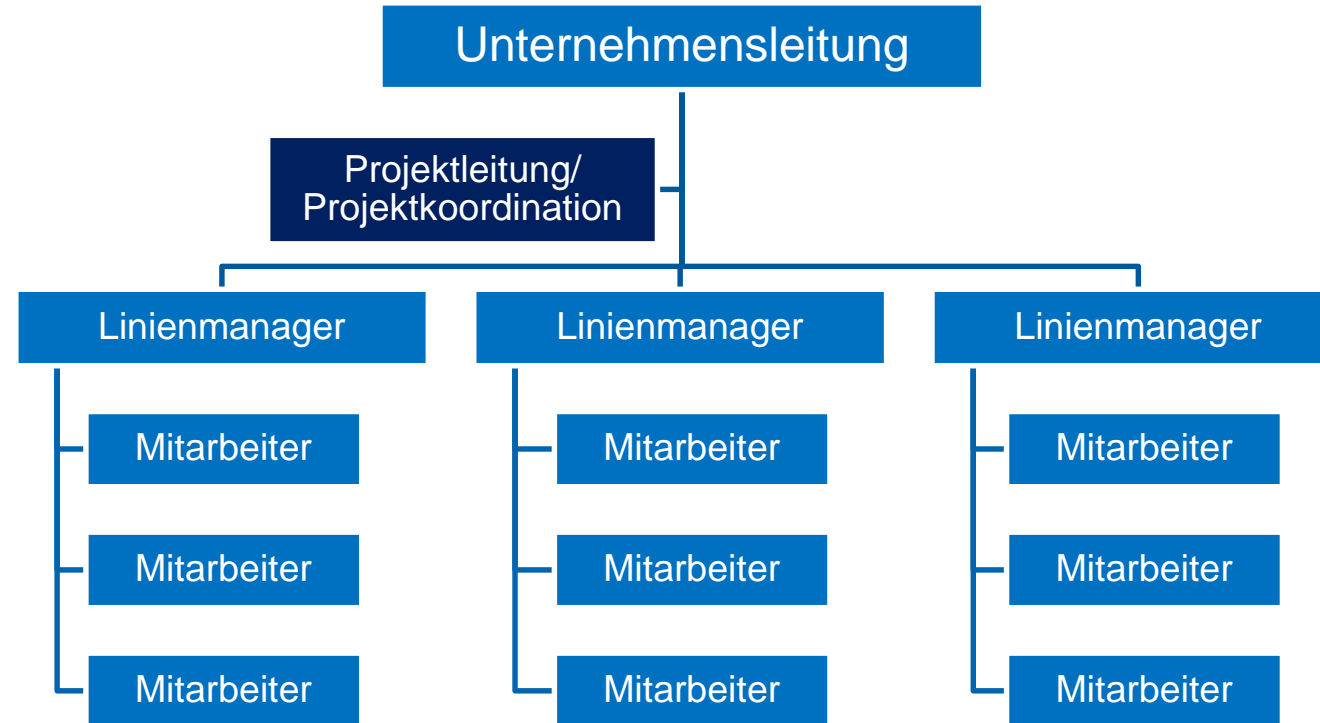 Unternehmensleitung
Projektleitung/
Projektkoordination
Linienmanager
Linienmanager
Linienmanager
Mitarbeiter
Mitarbeiter
Mitarbeiter
Mitarbeiter
Mitarbeiter
Mitarbeiter
Mitarbeiter
Mitarbeiter
Mitarbeiter